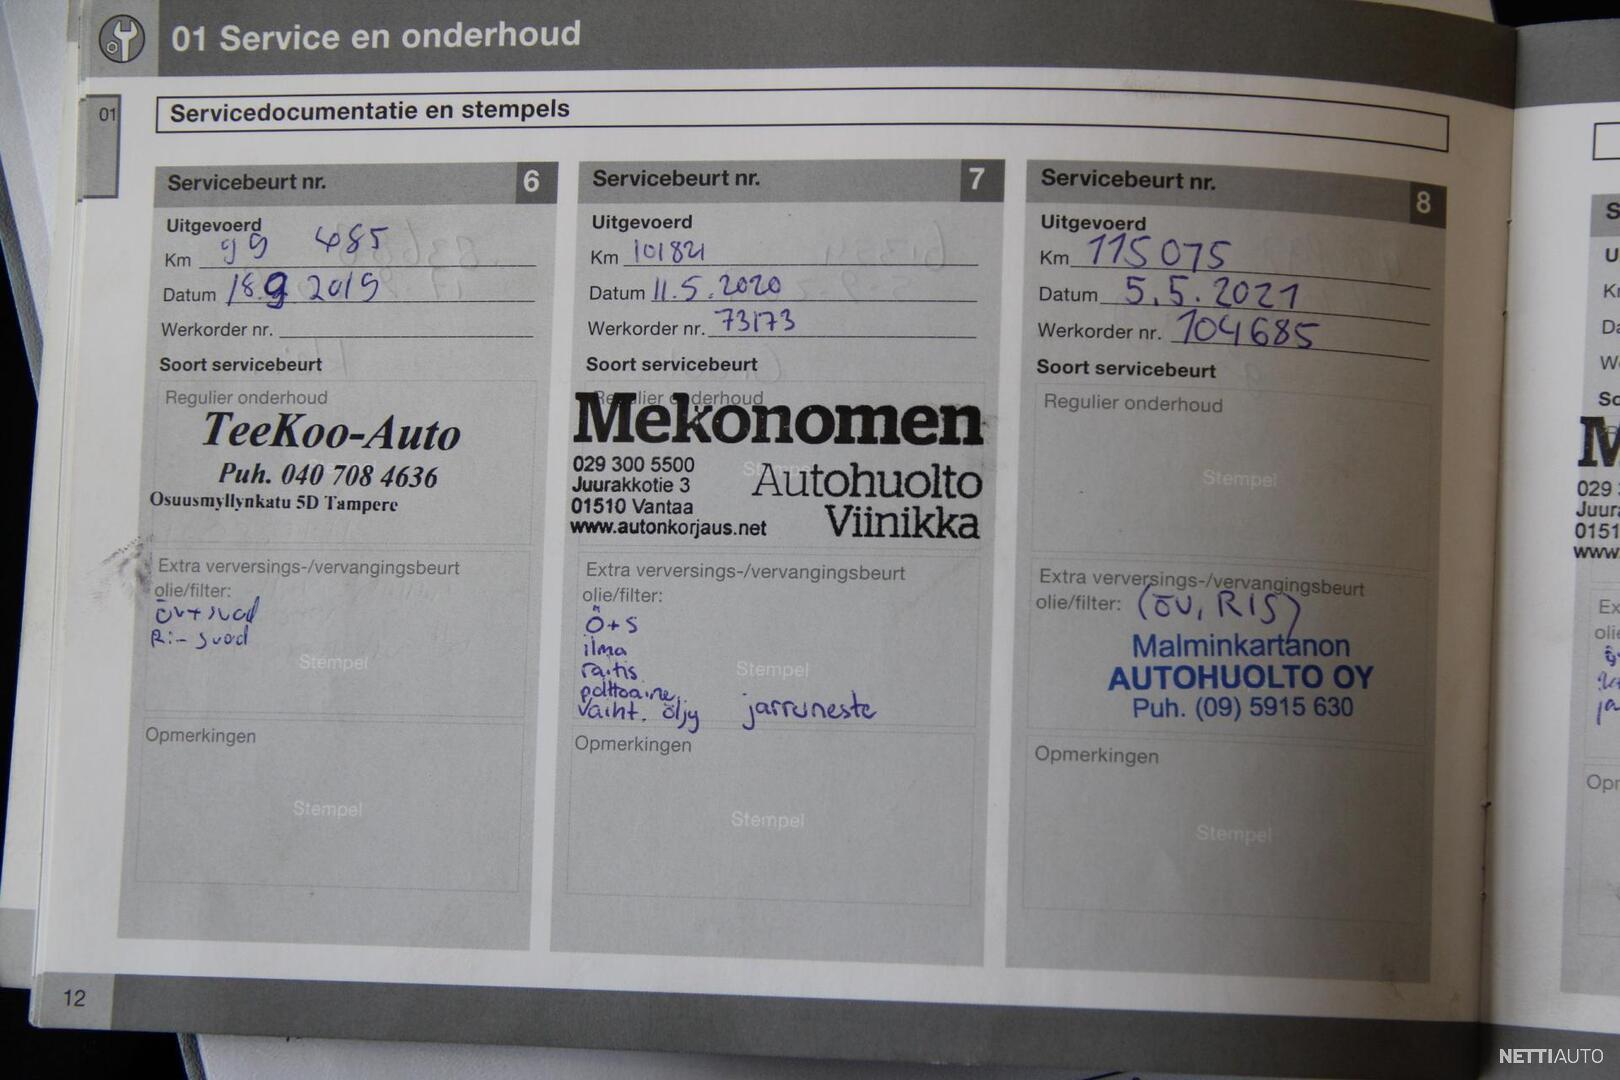 01 Service en onderhoud
01
Servicedocumentatie en stempels
Servicebeurt nr. 6
Uitgevoerd
Km 99 485
Datum 18.9 2019
Werkorder nr.
Soort servicebeurt
Regulier onderhoud
TeeKoo-Auto
Puh. 040 708 4636
Osuusmyllynkatu 5D Tampere
Extra verversings-/vervangingsbeurt
olie/filter:
öv+suod
Ri- suod
Stempel
Opmerkingen
Stempel
Servicebeurt nr. 7
Uitgevoerd
Km 101821
Datum 11.5.2020
Werkorder nr. 73173
Soort servicebeurt
Regulier onderhoud
Mekonomen
029 300 5500
Juurakkotie 3
01510 Vantaa
www.autonkorjaus.net
Autohuolto
Viinikka
Extra verversings-/vervangingsbeurt
olie/filter:
Ö+S
ilma
raitis
polttoaine
vaiht. öljy jarruneste
Stempel
Opmerkingen
Stempel
Servicebeurt nr. 8
Uitgevoerd
Km 115075
Datum 5.5.2021
Werkorder nr. 104685
Soort servicebeurt
Regulier onderhoud
Stempel
Extra verversings-/vervangingsbeurt
olie/filter: (ÖV, RIS)
Malminkartanon
AUTOHUOLTO OY
Puh. (09) 5915 630
Opmerkingen
Stempel
12
NETTIAUTO